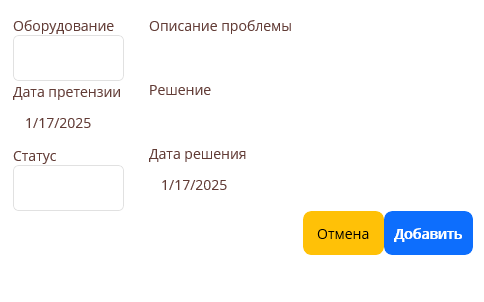 Оборудование
Описание проблемы
Дата претензии
Решение
1/17/2025
Статус
Дата решения
1/17/2025
Отмена
Добавить